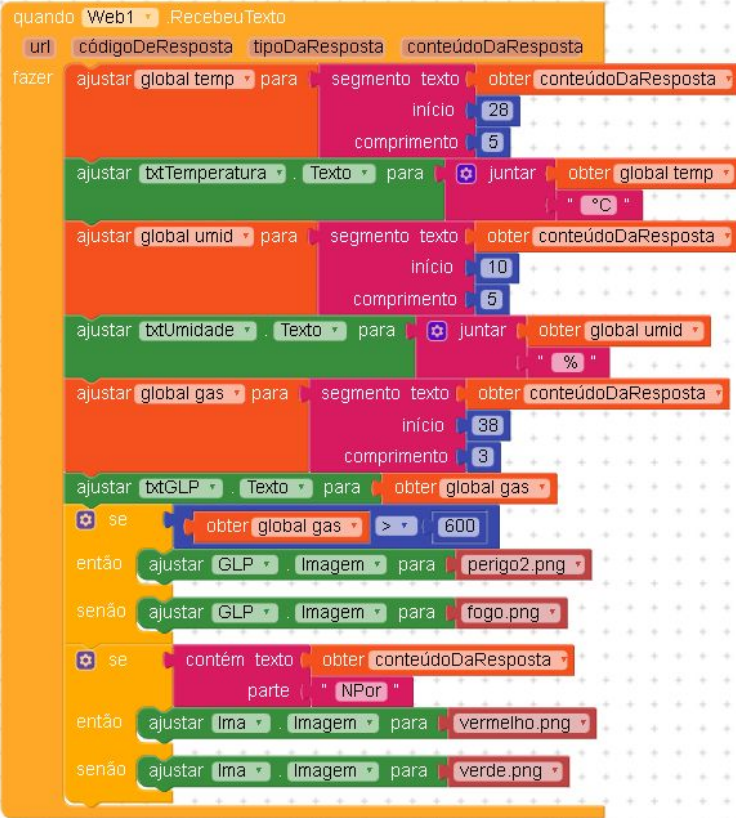 quando Web1 .RecebeuTexto
url códigoDeResposta tipoDaResposta conteúdoDaResposta
fazer ajustar global temp para segmento texto obter conteúdoDaResposta
início 28
comprimento 5
ajustar txtTemperatura . Texto para juntar obter global temp
" °C "
ajustar global umid para segmento texto obter conteúdoDaResposta
início 10
comprimento 5
ajustar txtUmidade . Texto para juntar obter global umid
" % "
ajustar global gas para segmento texto obter conteúdoDaResposta
início 38
comprimento 3
ajustar txtGLP . Texto para obter global gas
se obter global gas > 600
então ajustar GLP . Imagem para perigo2.png
senão ajustar GLP . Imagem para fogo.png
se contém texto obter conteúdoDaResposta
parte " NPor "
então ajustar Ima . Imagem para vermelho.png
senão ajustar Ima . Imagem para verde.png